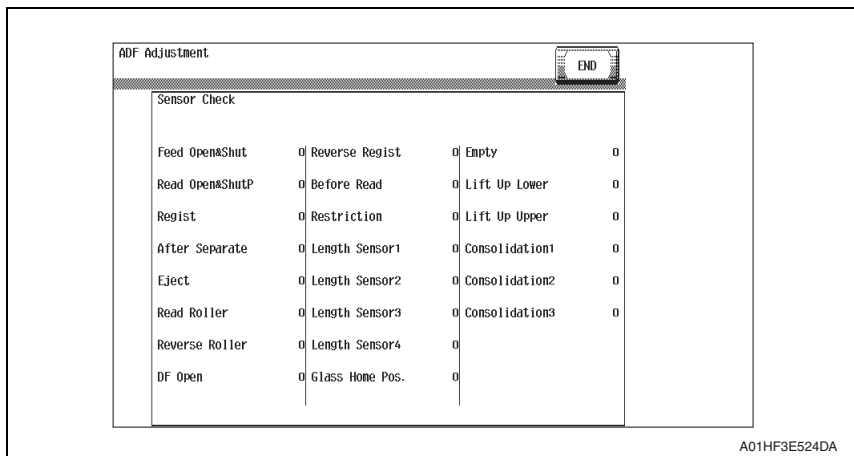 ADF Adjustment
END
Sensor Check
Feed Open&Shut 0 Reverse Regist 0 Empty 0
Read Open&ShutP 0 Before Read 0 Lift Up Lower 0
Regist 0 Restriction 0 Lift Up Upper 0
After Separate 0 Length Sensor1 0 Consolidation1 0
Eject 0 Length Sensor2 0 Consolidation2 0
Read Roller 0 Length Sensor3 0 Consolidation3 0
Reverse Roller 0 Length Sensor4 0
DF Open 0 Glass Home Pos. 0
A01HF3E524DA